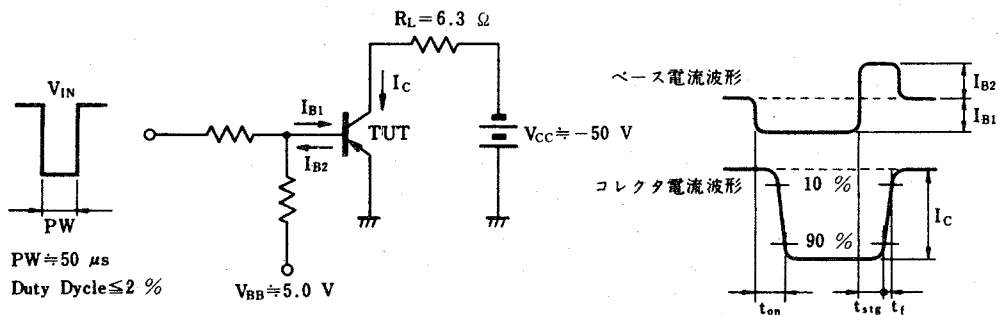 R_L=6.3 Ω
V_IN
I_B1
I_C
TUT
I_B2
V_CC≒−50 V
PW
PW≒50 μs
Duty Dycle≦2 %
V_BB≒5.0 V
ベース電流波形
I_B2
I_B1
コレクタ電流波形
10 %
90 %
I_C
t_on
t_stg
t_f